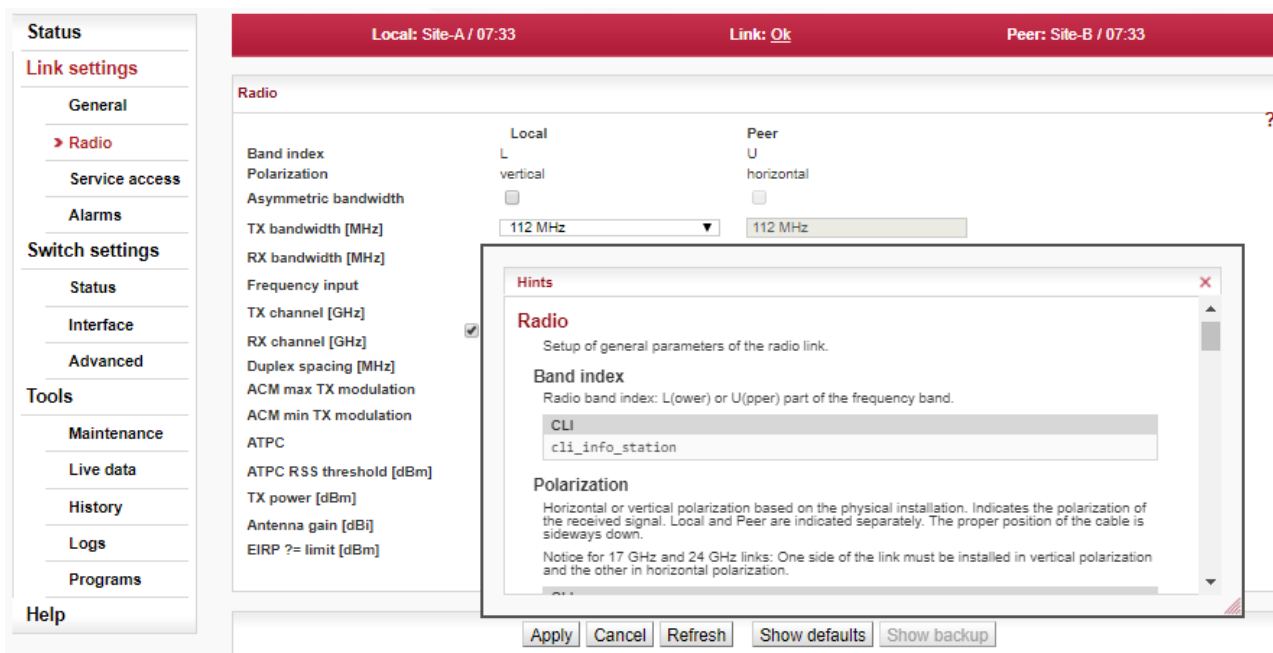 Status
Link settings
General
> Radio
Service access
Alarms
Switch settings
Status
Interface
Advanced
Tools
Maintenance
Live data
History
Logs
Programs
Help
Local: Site-A / 07:33 Link: Ok Peer: Site-B / 07:33
Radio
?
Local Peer
Band index L U
Polarization vertical horizontal
Asymmetric bandwidth
TX bandwidth [MHz] 112 MHz ▼ 112 MHz
RX bandwidth [MHz]
Frequency input
TX channel [GHz]
RX channel [GHz]
Duplex spacing [MHz]
ACM max TX modulation
ACM min TX modulation
ATPC
ATPC RSS threshold [dBm]
TX power [dBm]
Antenna gain [dBi]
EIRP ?= limit [dBm]
Hints ×
Radio
Setup of general parameters of the radio link.
Band index
Radio band index: L(ower) or U(pper) part of the frequency band.
CLI
cli_info_station
Polarization
Horizontal or vertical polarization based on the physical installation. Indicates the polarization of
the received signal. Local and Peer are indicated separately. The proper position of the cable is
sideways down.
Notice for 17 GHz and 24 GHz links: One side of the link must be installed in vertical polarization
and the other in horizontal polarization.
Apply Cancel Refresh Show defaults Show backup